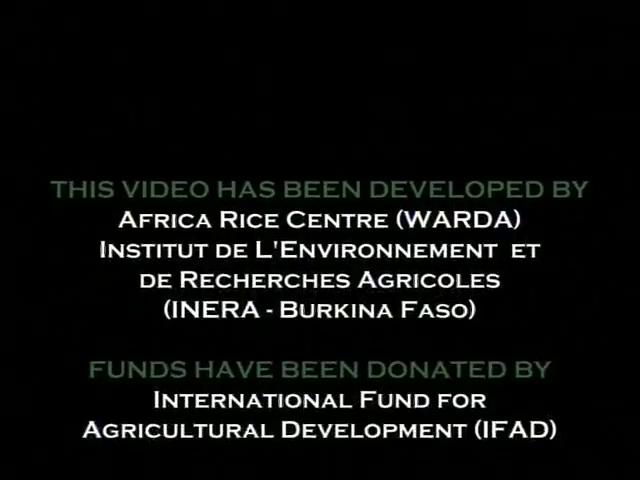 THIS VIDEO HAS BEEN DEVELOPED BY
AFRICA RICE CENTRE (WARDA)
INSTITUT DE L'ENVIRONNEMENT ET
DE RECHERCHES AGRICOLES
(INERA - BURKINA FASO)
FUNDS HAVE BEEN DONATED BY
INTERNATIONAL FUND FOR
AGRICULTURAL DEVELOPMENT (IFAD)